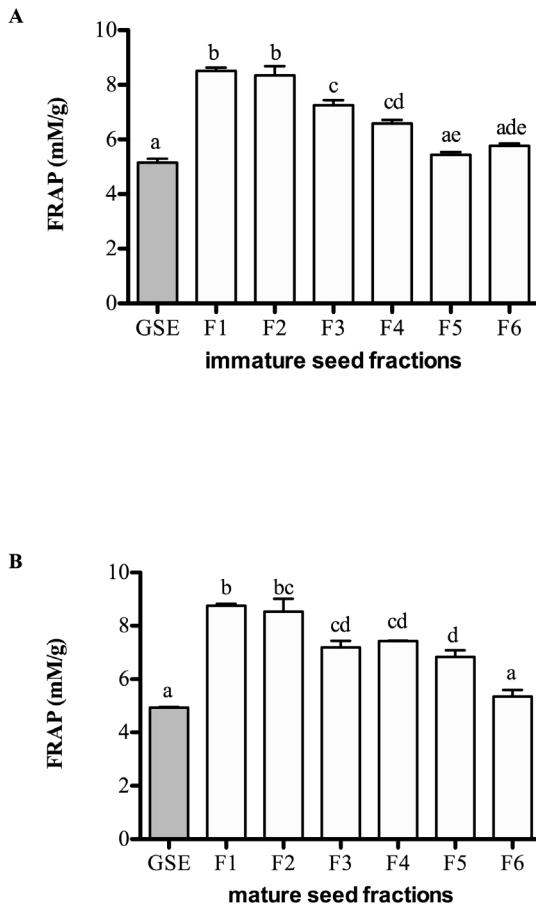 A
10
8
6
4
2
0
FRAP (mM/g)
a
b
b
c
cd
ae
ade
GSE F1 F2 F3 F4 F5 F6
immature seed fractions
B
10
8
6
4
2
0
FRAP (mM/g)
a
b
bc
cd
cd
d
a
GSE F1 F2 F3 F4 F5 F6
mature seed fractions